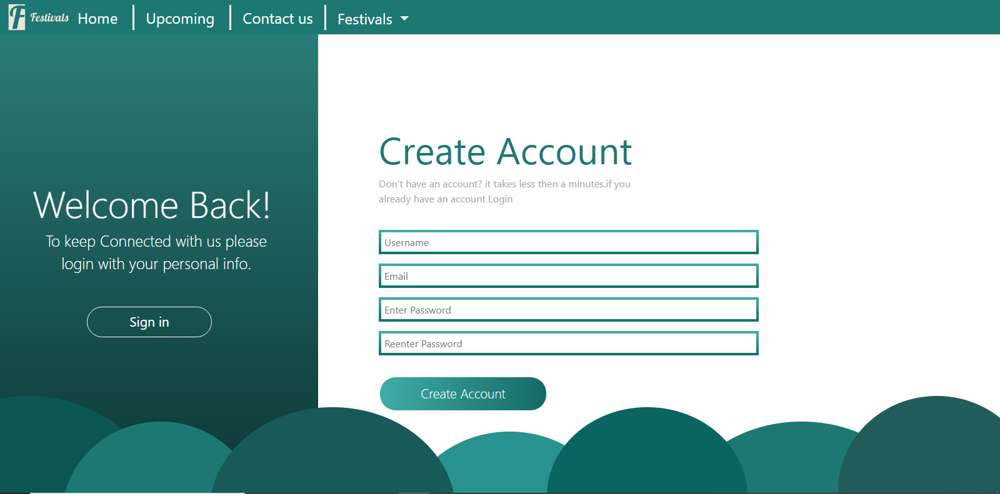 F Festivals Home Upcoming Contact us Festivals
Welcome Back!
To keep Connected with us please
login with your personal info.
Sign in
Create Account
Don't have an account? it takes less then a minutes.if you
already have an account Login
Username
Email
Enter Password
Reenter Password
Create Account